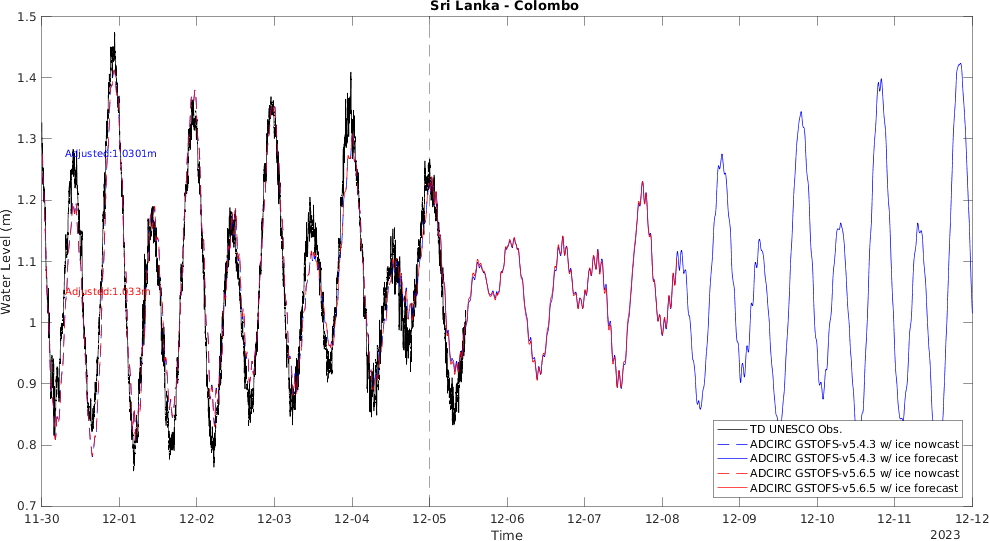 Sri Lanka - Colombo
1.5
1.4
1.3
1.2
1.1
1
0.9
0.8
0.7
Water Level (m)
Adjusted:1.0301m
Adjusted:1.033m
TD UNESCO Obs.
ADCIRC GSTOFS-v5.4.3 w/ ice nowcast
ADCIRC GSTOFS-v5.4.3 w/ ice forecast
ADCIRC GSTOFS-v5.6.5 w/ ice nowcast
ADCIRC GSTOFS-v5.6.5 w/ ice forecast
11-30 12-01 12-02 12-03 12-04 12-05 12-06 12-07 12-08 12-09 12-10 12-11 12-12
Time
2023